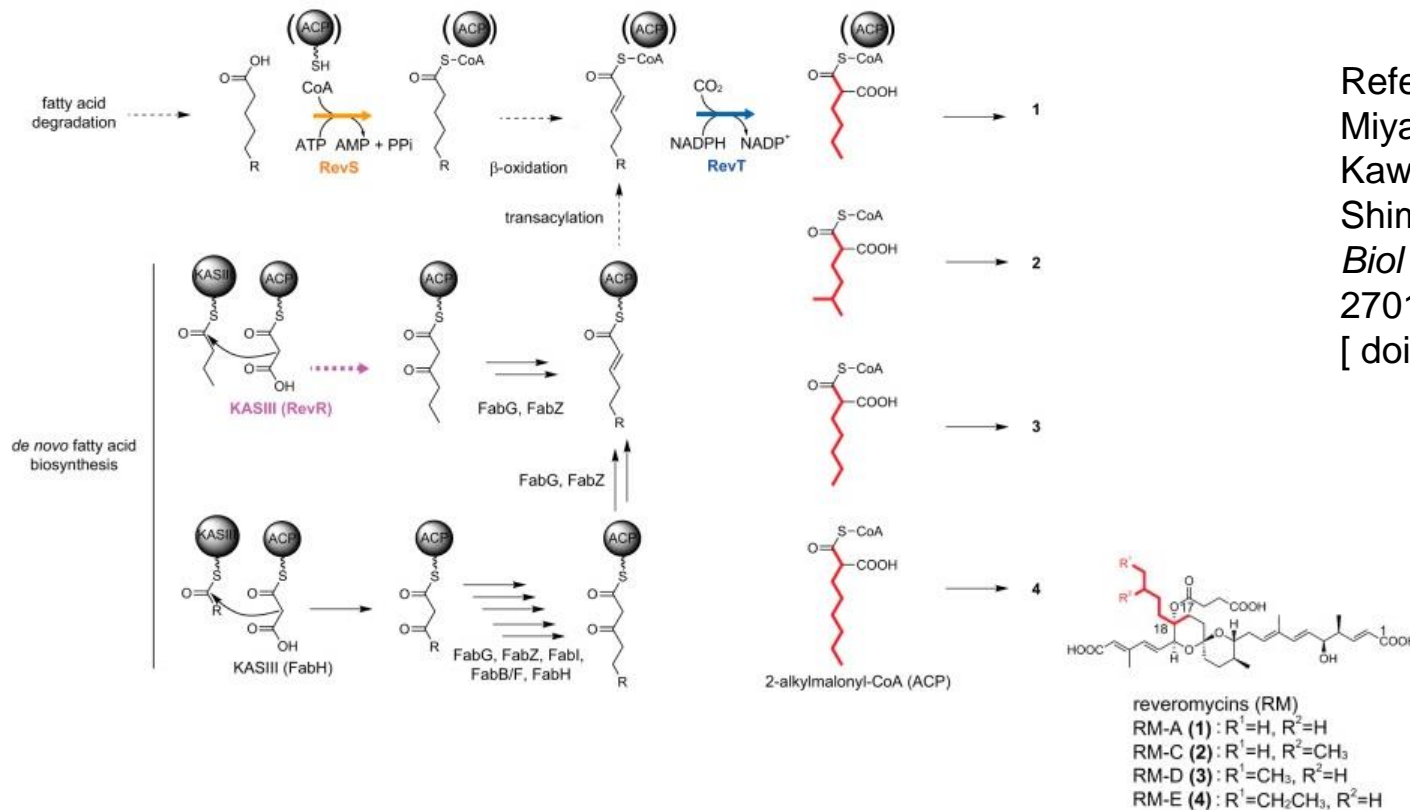 (ACP)
SH
OH
O
R
fatty acid
degradation
CoA
ATP AMP + PPi
RevS
(ACP)
S-CoA
O
R
β-oxidation
(ACP)
S-CoA
O
R
CO₂
NADPH NADP⁺
RevT
(ACP)
S-CoA
O
COOH
1
transacylation
S-CoA
O
COOH
2
de novo fatty acid
biosynthesis
KASIII
S
O
ACP
S
O
O
OH
KASIII (RevR)
ACP
S
O
O
FabG, FabZ
ACP
S
O
R
S-CoA
O
COOH
3
FabG, FabZ
KASIII
S
O
R
ACP
S
O
O
OH
KASIII (FabH)
ACP
S
O
O
R
FabG, FabZ, FabI,
FabB/F, FabH
ACP
S
O
O
R
S-CoA
O
COOH
4
2-alkylmalonyl-CoA (ACP)
R¹
R²
O
O
17
COOH
18
HOOC
H
O
O
H
OH
1
COOH
reveromycins (RM)
RM-A (1) : R¹=H, R²=H
RM-C (2) : R¹=H, R²=CH₃
RM-D (3) : R¹=CH₃, R²=H
RM-E (4) : R¹=CH₂CH₃, R²=H
Refe
Miya
Kaw
Shin
Biol
2701
[ doi